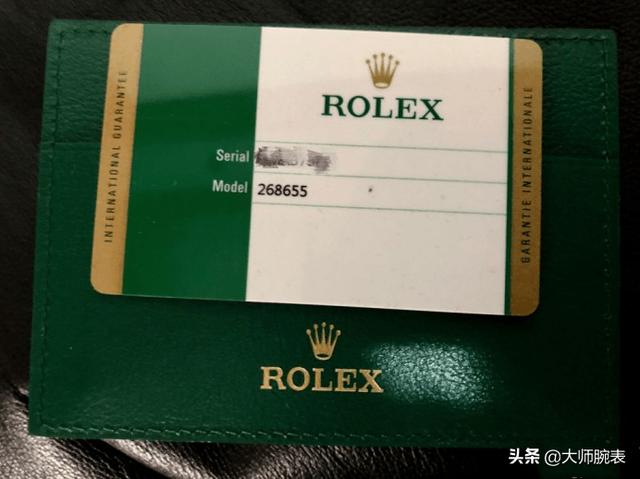 INTERNATIONAL GUARANTEE
ROLEX
Serial
Model 268655
GARANTIE INTERNATIONALE
ROLEX
头条 @大师腕表